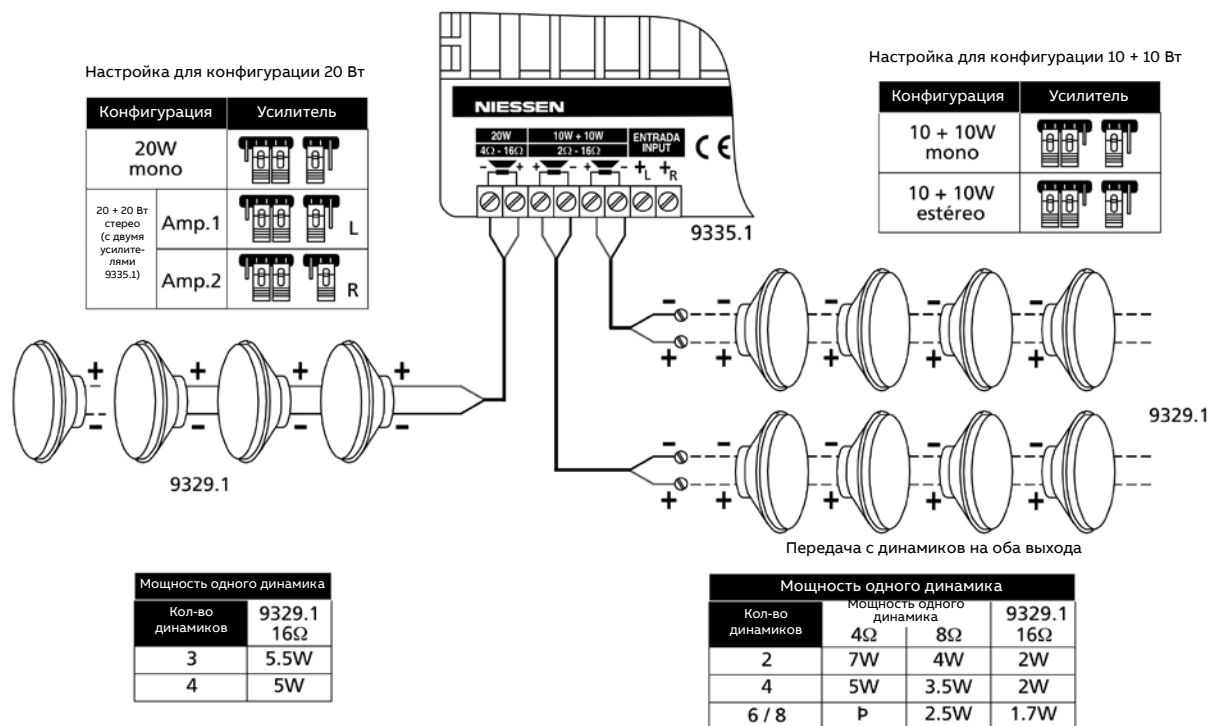 Настройка для конфигурации 20 Вт
Конфигурация Усилитель
20W
mono
20 + 20 Вт
стерео
(с двумя
усилите-
лями
9335.1)
Amp.1 L
Amp.2 R
NIESSEN
20W 10W + 10W ENTRADA
4Ω - 16Ω 2Ω - 16Ω INPUT CE
- + + - - + + L + R
9335.1
Настройка для конфигурации 10 + 10 Вт
Конфигурация Усилитель
10 + 10W
mono
10 + 10W
estéreo
+ + + +
- - - -
9329.1
- - - - -
+ + + + +
- - - - -
+ + + + +
9329.1
Передача с динамиков на оба выхода
Мощность одного динамика
Кол-во
динамиков
9329.1
16Ω
3 5.5W
4 5W
Мощность одного динамика
Кол-во
динамиков
Мощность одного
динамика
4Ω 8Ω
9329.1
16Ω
2 7W 4W 2W
4 5W 3.5W 2W
6 / 8 Þ 2.5W 1.7W